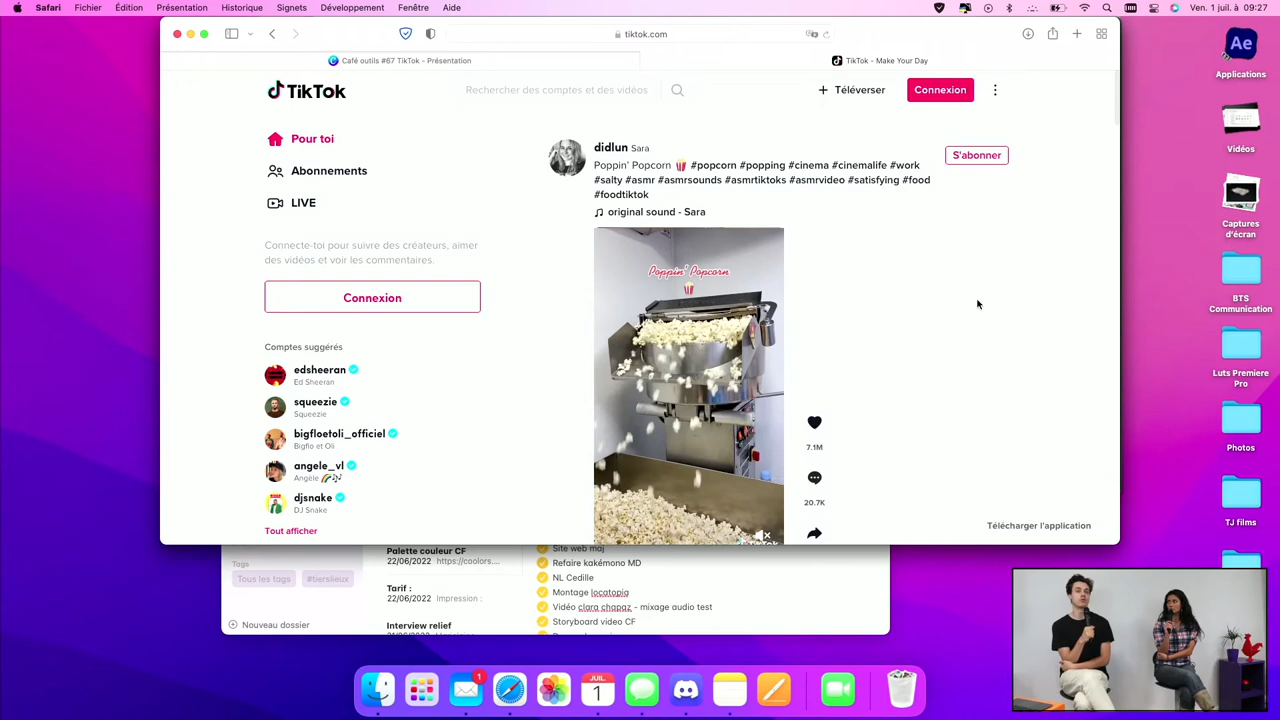 Safari Fichier Édition Présentation Historique Signets Développement Fenêtre Aide
Ven. 1 juil. à 09:27
tiktok.com
Café outils #67 TikTok - Présentation
TikTok - Make Your Day
TikTok
Rechercher des comptes et des vidéos
Téléverser
Connexion
Pour toi
Abonnements
LIVE
Connecte-toi pour suivre des créateurs, aimer
des vidéos et voir les commentaires.
Connexion
Comptes suggérés
edsheeran
Ed Sheeran
squeezie
Squeezie
bigfloetoli_officiel
Bigflo et Oli
angele_vl
Angèle
djsnake
DJ Snake
Tout afficher
didlun Sara
S'abonner
Poppin' Popcorn 🍿 #popcorn #popping #cinema #cinemalife #work
#salty #asmr #asmrsounds #asmrtiktoks #asmrvideo #satisfying #food
#foodtiktok
original sound - Sara
Poppin' Popcorn
7.1M
20.7K
Télécharger l'application
Tags
Tous les tags #tierslieux
Nouveau dossier
Palette couleur CF
22/06/2022 https://coolors....
Tarif :
22/06/2022 Impression :
Interview relief
Site web maj
Refaire kakémono MD
NL Cedille
Montage locatopia
Vidéo clara chapaz - mixage audio test
Storyboard video CF
Ae
Applications
Vidéos
Captures
d'écran
BTS
Communication
Luts Premiere
Pro
Photos
TJ films
1
JUIL.
1